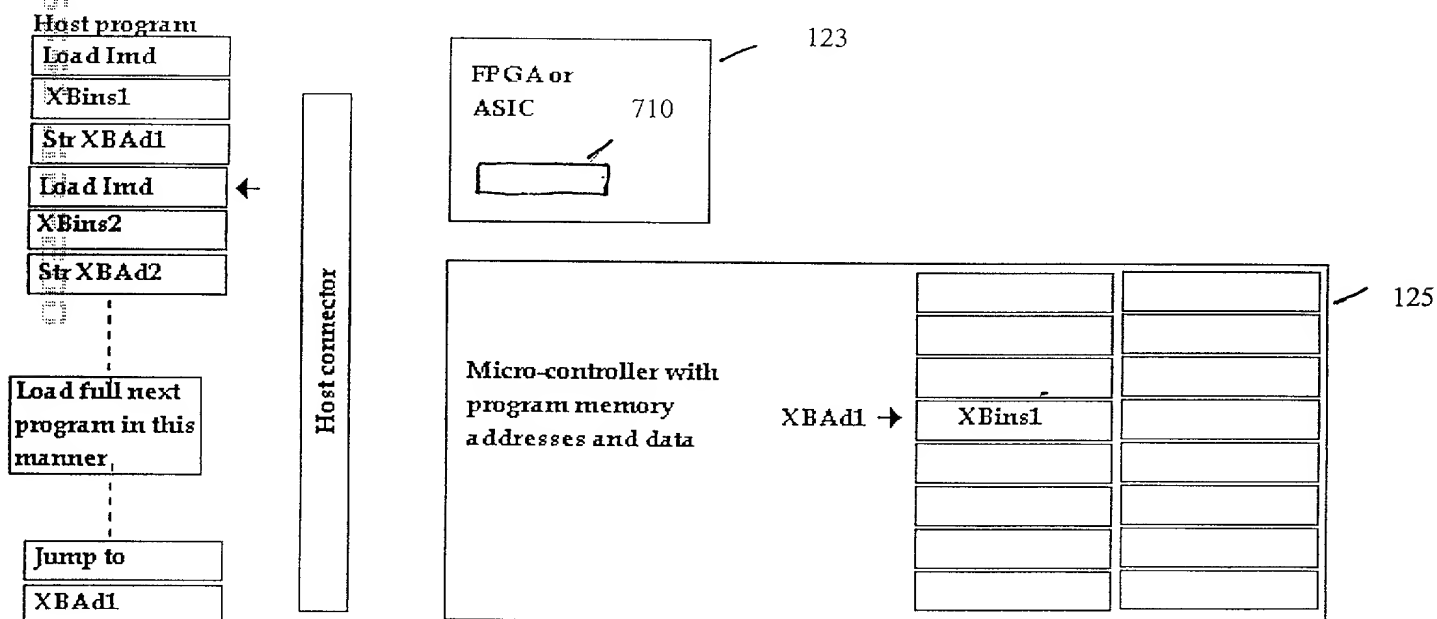 Host program
Load Imd
XBins1
Str XBAd1
Load Imd
XBins2
Str XBAd2
Load full next
program in this
manner
Jump to
XBAd1
Host connector
FPGA or
ASIC
710
123
Micro-controller with
program memory
addresses and data
XBAd1
XBins1
125